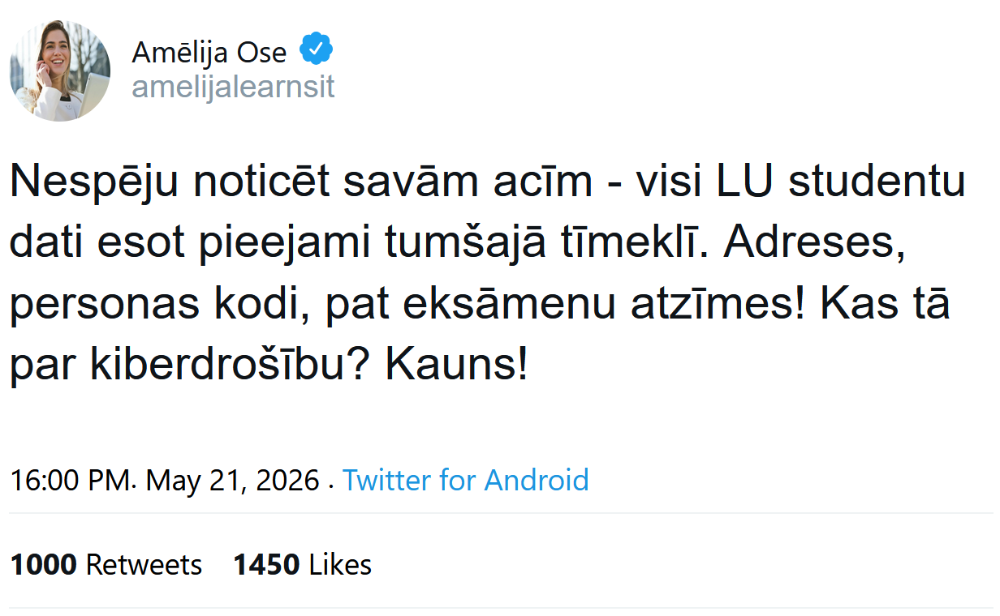 Amēlija Ose
amelijalearnsit
Nespēju noticēt savām acīm - visi LU studentu
dati esot pieejami tumšajā tīmeklī. Adreses,
personas kodi, pat eksāmenu atzīmes! Kas tā
par kiberdrošību? Kauns!
16:00 PM. May 21, 2026 . Twitter for Android
1000 Retweets 1450 Likes